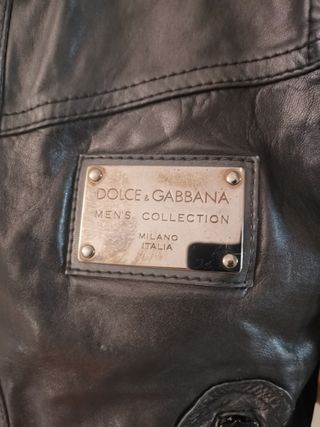 DOLCE & GABBANA
MEN'S COLLECTION
MILANO
ITALIA